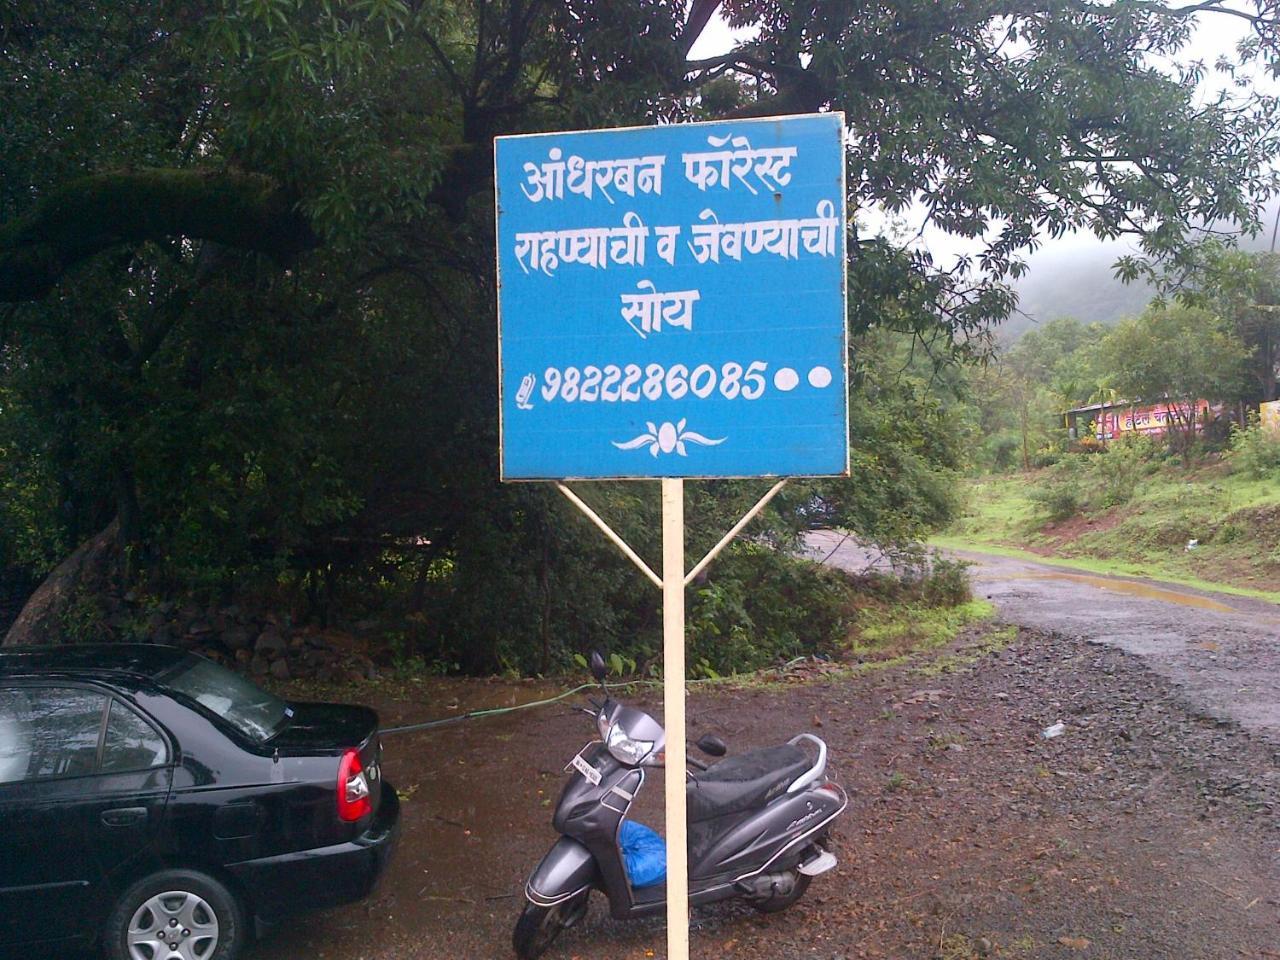 आंधरबन फॉरेस्ट
राहण्याची व जेवण्याची
सोय
9822286085
हॉटेल